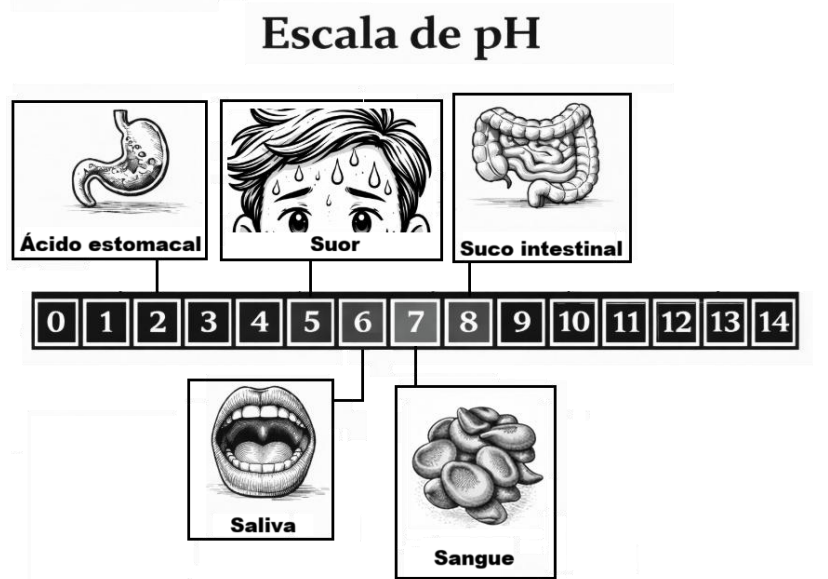 Escala de pH
Ácido estomacal
Suor
Suco intestinal
0 1 2 3 4 5 6 7 8 9 10 11 12 13 14
Saliva
Sangue